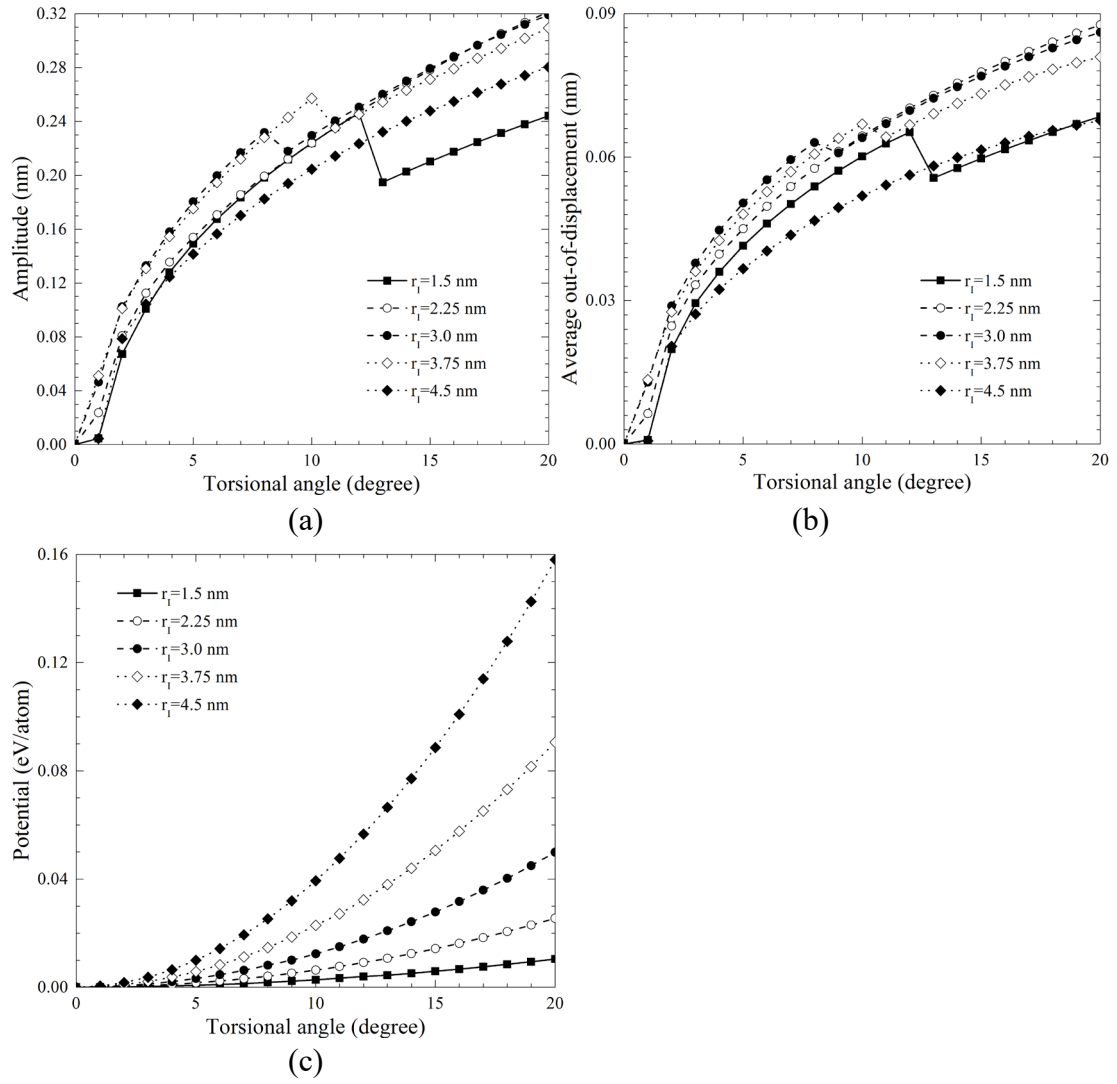 0.32
0.28
0.24
0.20
0.16
0.12
0.08
0.04
0.00
Amplitude (nm)
r_I=1.5 nm
r_I=2.25 nm
r_I=3.0 nm
r_I=3.75 nm
r_I=4.5 nm
0 5 10 15 20
Torsional angle (degree)
(a)
0.09
0.06
0.03
0.00
Average out-of-displacement (nm)
r_I=1.5 nm
r_I=2.25 nm
r_I=3.0 nm
r_I=3.75 nm
r_I=4.5 nm
0 5 10 15 20
Torsional angle (degree)
(b)
0.16
0.12
0.08
0.04
0.00
Potential (eV/atom)
r_I=1.5 nm
r_I=2.25 nm
r_I=3.0 nm
r_I=3.75 nm
r_I=4.5 nm
0 5 10 15 20
Torsional angle (degree)
(c)